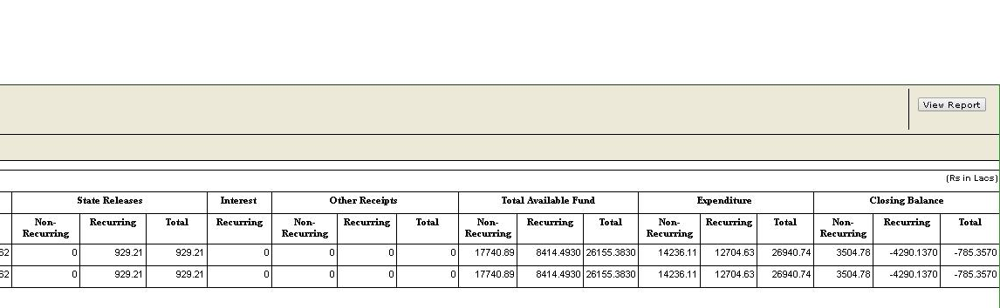 View Report
(Rs in Lacs)
State Releases Interest Other Receipts Total Available Fund Expenditure Closing Balance
Non-Recurring Recurring Total Recurring Non-Recurring Recurring Total Non-Recurring Recurring Total Non-Recurring Recurring Total Non-Recurring Recurring Total
62 0 929.21 929.21 0 0 0 0 17740.89 8414.4930 26155.3830 14236.11 12704.63 26940.74 3504.78 -4290.1370 -785.3570
62 0 929.21 929.21 0 0 0 0 17740.89 8414.4930 26155.3830 14236.11 12704.63 26940.74 3504.78 -4290.1370 -785.3570